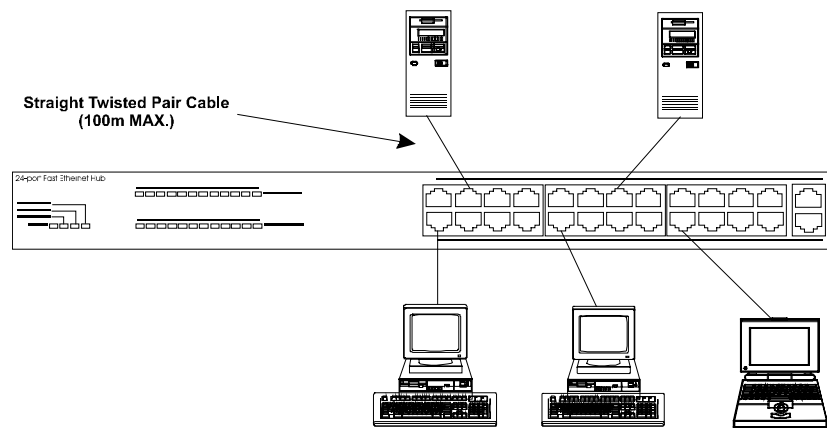 Straight Twisted Pair Cable
(100m MAX.)
24-port Fast Ethernet Hub